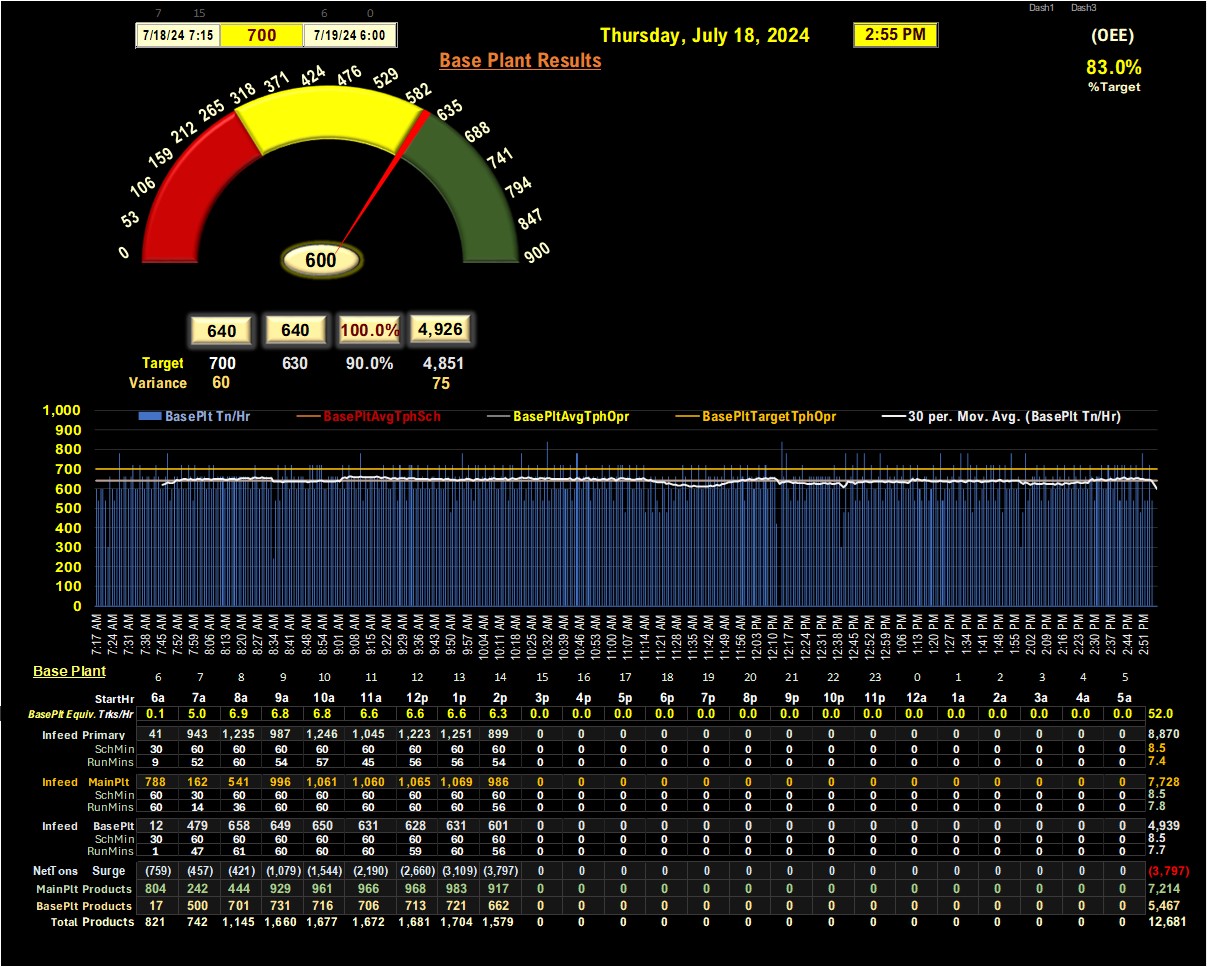 Dash1 Dash3
7 15 6 0
7/18/24 7:15 700 7/19/24 6:00 Thursday, July 18, 2024 2:55 PM (OEE)
Base Plant Results
83.0%
%Target
0 53 106 159 212 265 318 371 424 476 529 582 635 688 741 794 847 900
600
640 640 100.0% 4,926
Target 700 630 90.0% 4,851
Variance 60 75
BasePlt Tn/Hr BasePltAvgTphSch BasePltAvgTphOpr BasePltTargetTphOpr 30 per. Mov. Avg. (BasePlt Tn/Hr)
1,000
900
800
700
600
500
400
300
200
100
0
7:17 AM 7:24 AM 7:31 AM 7:38 AM 7:45 AM 7:52 AM 7:59 AM 8:06 AM 8:13 AM 8:20 AM 8:27 AM 8:34 AM 8:41 AM 8:48 AM 8:54 AM 9:01 AM 9:08 AM 9:15 AM 9:22 AM 9:29 AM 9:36 AM 9:43 AM 9:50 AM 9:57 AM 10:04 AM 10:11 AM 10:18 AM 10:25 AM 10:32 AM 10:39 AM 10:46 AM 10:53 AM 11:00 AM 11:07 AM 11:14 AM 11:21 AM 11:28 AM 11:35 AM 11:42 AM 11:49 AM 11:56 AM 12:03 PM 12:10 PM 12:17 PM 12:24 PM 12:31 PM 12:38 PM 12:45 PM 12:52 PM 12:59 PM 1:06 PM 1:13 PM 1:20 PM 1:27 PM 1:34 PM 1:41 PM 1:48 PM 1:55 PM 2:02 PM 2:09 PM 2:16 PM 2:23 PM 2:30 PM 2:37 PM 2:44 PM 2:51 PM
Base Plant 6 7 8 9 10 11 12 13 14 15 16 17 18 19 20 21 22 23 0 1 2 3 4 5
StartHr 6a 7a 8a 9a 10a 11a 12p 1p 2p 3p 4p 5p 6p 7p 8p 9p 10p 11p 12a 1a 2a 3a 4a 5a
BasePlt Equiv. Trks/Hr 0.1 5.0 6.9 6.8 6.8 6.6 6.6 6.6 6.3 0.0 0.0 0.0 0.0 0.0 0.0 0.0 0.0 0.0 0.0 0.0 0.0 0.0 0.0 0.0 52.0
Infeed Primary 41 943 1,235 987 1,246 1,045 1,223 1,251 899 0 0 0 0 0 0 0 0 0 0 0 0 0 0 0 8,870
SchMin 30 60 60 60 60 60 60 60 60 0 0 0 0 0 0 0 0 0 0 0 0 0 0 0 8.5
RunMins 9 52 60 54 57 45 56 56 54 0 0 0 0 0 0 0 0 0 0 0 0 0 0 0 7.4
Infeed MainPlt 788 162 541 996 1,061 1,060 1,065 1,069 986 0 0 0 0 0 0 0 0 0 0 0 0 0 0 0 7,728
SchMin 60 30 60 60 60 60 60 60 60 0 0 0 0 0 0 0 0 0 0 0 0 0 0 0 8.5
RunMins 60 14 36 60 60 60 60 60 56 0 0 0 0 0 0 0 0 0 0 0 0 0 0 0 7.8
Infeed BasePlt 12 479 658 649 650 631 628 631 601 0 0 0 0 0 0 0 0 0 0 0 0 0 0 0 4,939
SchMin 30 60 60 60 60 60 60 60 60 0 0 0 0 0 0 0 0 0 0 0 0 0 0 0 8.5
RunMins 1 47 61 60 60 60 59 60 56 0 0 0 0 0 0 0 0 0 0 0 0 0 0 0 7.7
NetTons Surge (759) (457) (421) (1,079) (1,544) (2,190) (2,660) (3,109) (3,797) 0 0 0 0 0 0 0 0 0 0 0 0 0 0 0 (3,797)
MainPlt Products 804 242 444 929 961 966 968 983 917 0 0 0 0 0 0 0 0 0 0 0 0 0 0 0 7,214
BasePlt Products 17 500 701 731 716 706 713 721 662 0 0 0 0 0 0 0 0 0 0 0 0 0 0 0 5,467
Total Products 821 742 1,145 1,660 1,677 1,672 1,681 1,704 1,579 0 0 0 0 0 0 0 0 0 0 0 0 0 0 0 12,681